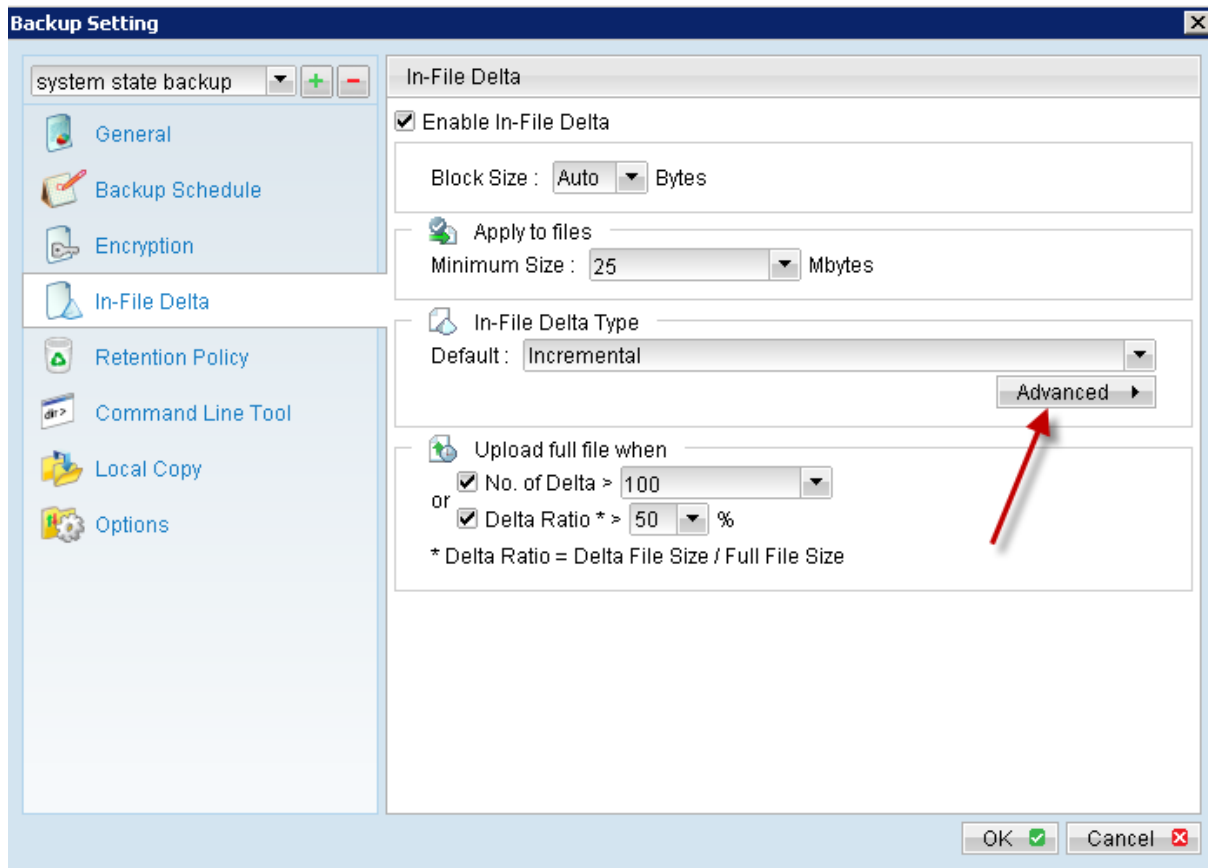 Backup Setting
system state backup
General
Backup Schedule
Encryption
In-File Delta
Retention Policy
Command Line Tool
Local Copy
Options
In-File Delta
Enable In-File Delta
Block Size : Auto Bytes
Apply to files
Minimum Size : 25 Mbytes
In-File Delta Type
Default : Incremental
Advanced
Upload full file when
No. of Delta > 100
or
Delta Ratio * > 50 %
* Delta Ratio = Delta File Size / Full File Size
OK Cancel